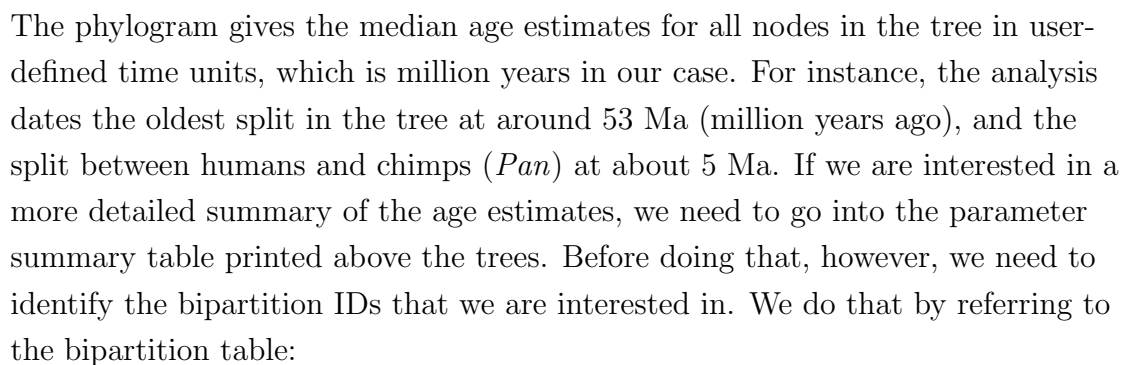 The phylogram gives the median age estimates for all nodes in the tree in user-
defined time units, which is million years in our case. For instance, the analysis
dates the oldest split in the tree at around 53 Ma (million years ago), and the
split between humans and chimps (Pan) at about 5 Ma. If we are interested in a
more detailed summary of the age estimates, we need to go into the parameter
summary table printed above the trees. Before doing that, however, we need to
identify the bipartition IDs that we are interested in. We do that by referring to
the bipartition table: